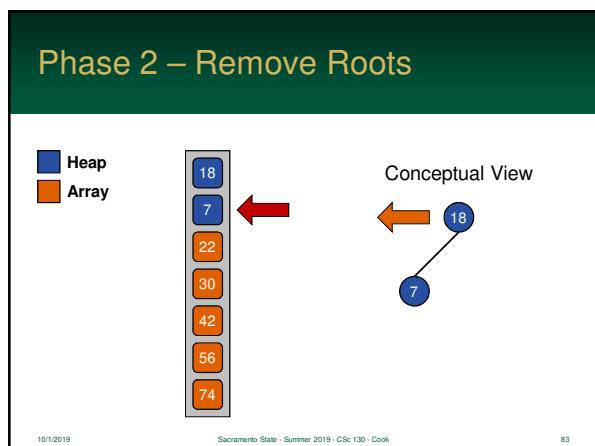 Phase 2 – Remove Roots
Heap
Array
18
7
22
30
42
56
74
Conceptual View
18
7
10/1/2019
Sacramento State - Summer 2019 - CSc 130 - Cook
83